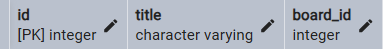 id title board_id
[PK] integer character varying integer